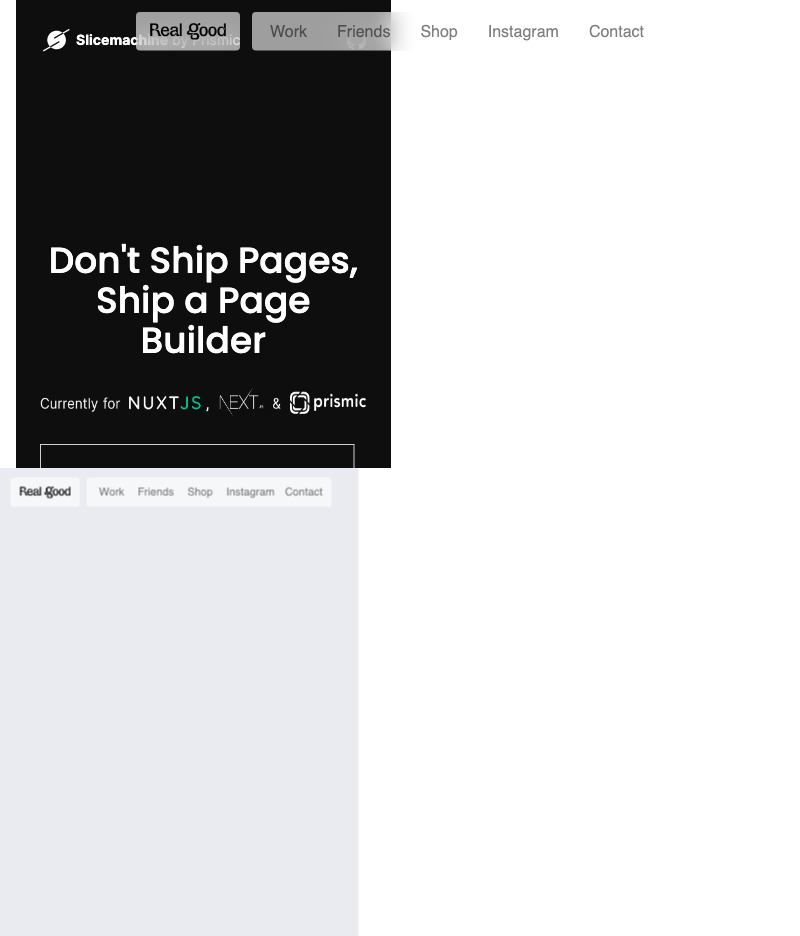 Real good Work Friends Shop Instagram Contact
Slicemachine by Prismic
Don't Ship Pages,
Ship a Page
Builder
Currently for NUXTJS, NEXT.js & prismic
Real good Work Friends Shop Instagram Contact